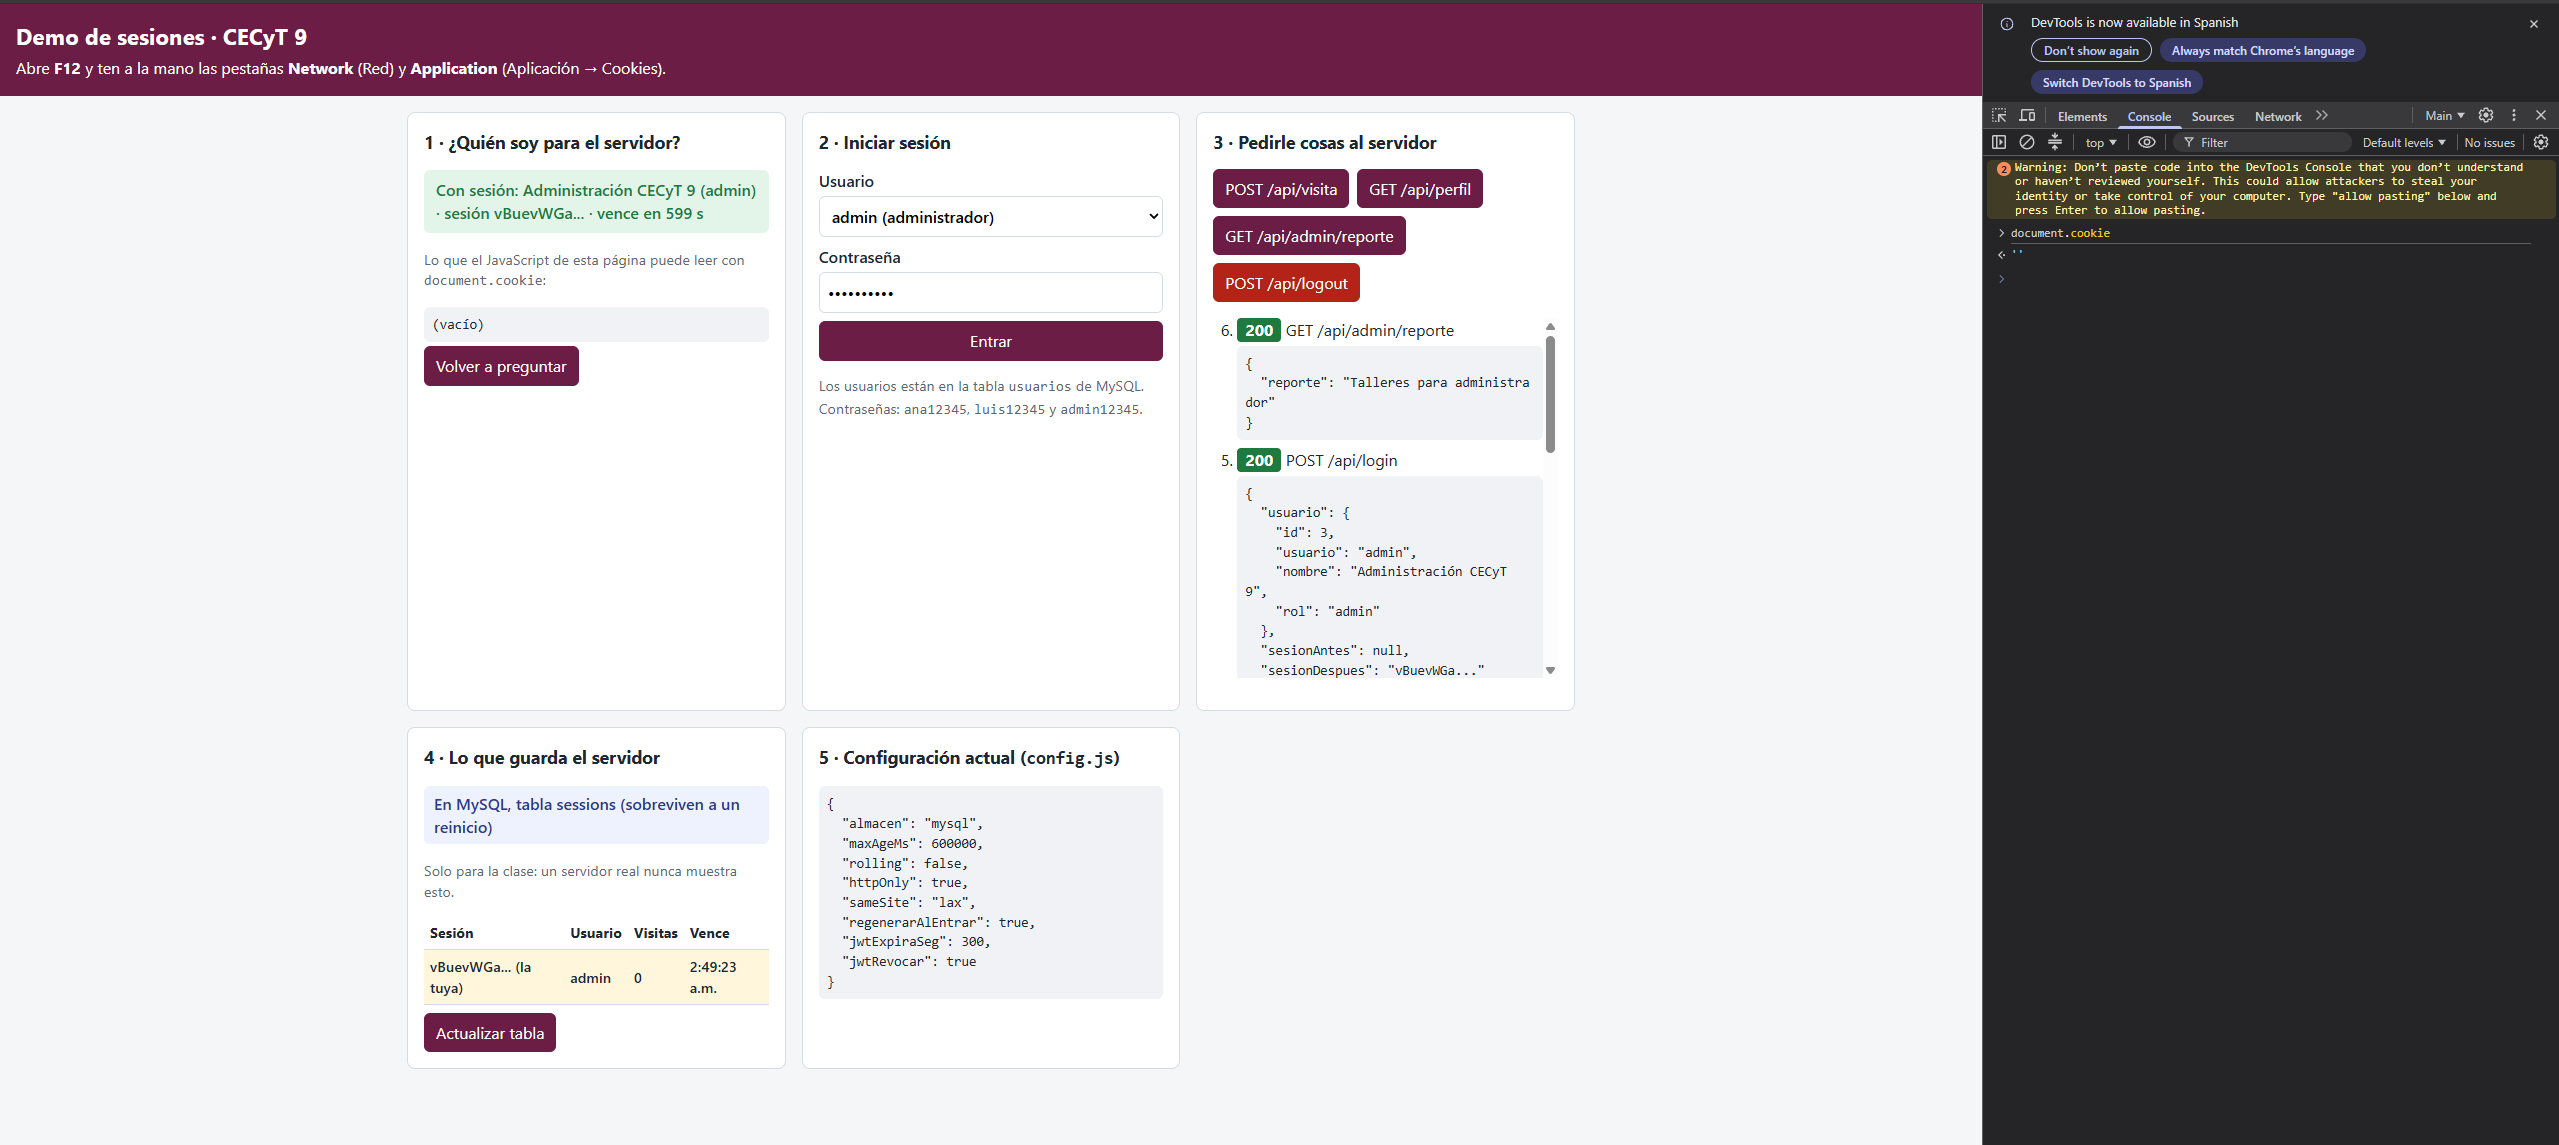 Demo de sesiones · CECyT 9
Abre F12 y ten a la mano las pestañas Network (Red) y Application (Aplicación → Cookies).
1 · ¿Quién soy para el servidor?
Con sesión: Administración CECyT 9 (admin)
· sesión vBuevWGa... · vence en 599 s
Lo que el JavaScript de esta página puede leer con
document.cookie:
(vacío)
Volver a preguntar
2 · Iniciar sesión
Usuario
admin (administrador)
Contraseña
••••••••••
Entrar
Los usuarios están en la tabla usuarios de MySQL.
Contraseñas: ana12345, luis12345 y admin12345.
3 · Pedirle cosas al servidor
POST /api/visita
GET /api/perfil
GET /api/admin/reporte
POST /api/logout
6. 200 GET /api/admin/reporte
{
"reporte": "Talleres para administra
dor"
}
5. 200 POST /api/login
{
"usuario": {
"id": 3,
"usuario": "admin",
"nombre": "Administración CECyT
9",
"rol": "admin"
},
"sesionAntes": null,
"sesionDespues": "vBuevWGa..."
4 · Lo que guarda el servidor
En MySQL, tabla sessions (sobreviven a un
reinicio)
Solo para la clase: un servidor real nunca muestra
esto.
Sesión Usuario Visitas Vence
vBuevWGa... (la
tuya)
admin
0
2:49:23
a.m.
Actualizar tabla
5 · Configuración actual (config.js)
{
"almacen": "mysql",
"maxAgeMs": 600000,
"rolling": false,
"httpOnly": true,
"sameSite": "lax",
"regenerarAlEntrar": true,
"jwtExpiraSeg": 300,
"jwtRevocar": true
}
DevTools is now available in Spanish
Don't show again
Always match Chrome's language
Switch DevTools to Spanish
Elements Console Sources Network Main
top Filter Default levels No issues
2 Warning: Don't paste code into the DevTools Console that you don't understand
or haven't reviewed yourself. This could allow attackers to steal your
identity or take control of your computer. Type "allow pasting" below and
press Enter to allow pasting.
> document.cookie
''
>